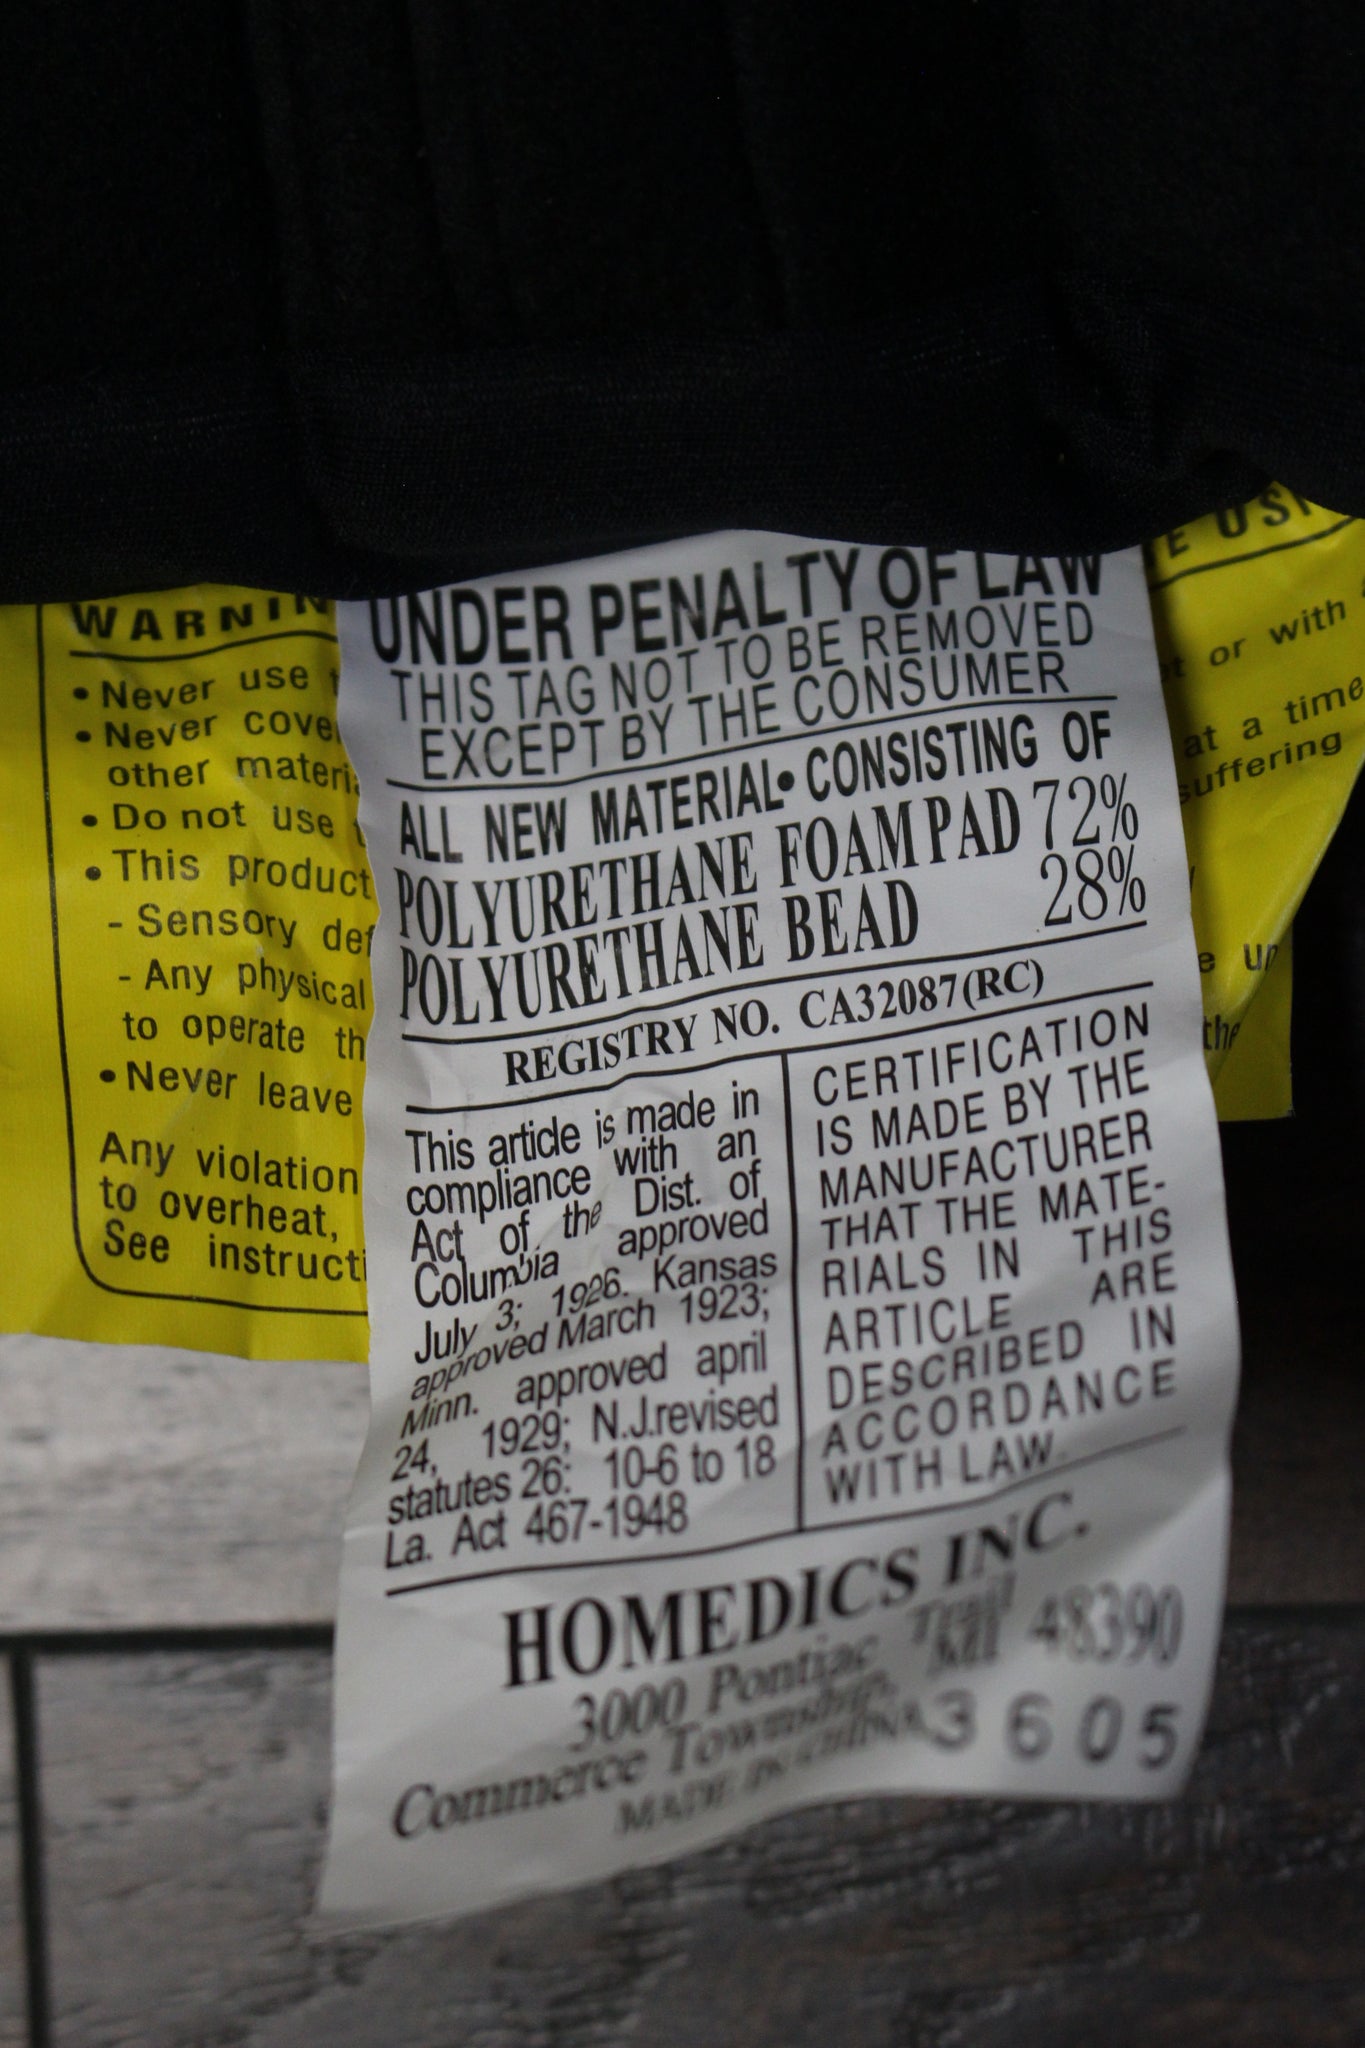 WARNIN
• Never use
• Never cove
other materi
• Do not use
• This product
- Sensory def
- Any physical
to operate th
• Never leave
Any violation
to overheat,
See instructi
UNDER PENALTY OF LAW
THIS TAG NOT TO BE REMOVED
EXCEPT BY THE CONSUMER
ALL NEW MATERIAL• CONSISTING OF
POLYURETHANE FOAM PAD 72%
POLYURETHANE BEAD 28%
REGISTRY NO. CA32087(RC)
This article is made in
compliance with an
Act of the Dist. of
Columbia approved
July 3; 1926. Kansas
approved March 1923;
Minn. approved april
24, 1929; N.J.revised
statutes 26: 10-6 to 18
La. Act 467-1948
CERTIFICATION
IS MADE BY THE
MANUFACTURER
THAT THE MATE-
RIALS IN THIS
ARTICLE ARE
DESCRIBED IN
ACCORDANCE
WITH LAW.
HOMEDICS INC.
3000 Pontiac Trail
Commerce Township, MI 48390
MADE IN CHINA 3605
E USI
or with
at a time
suffering
e up
the